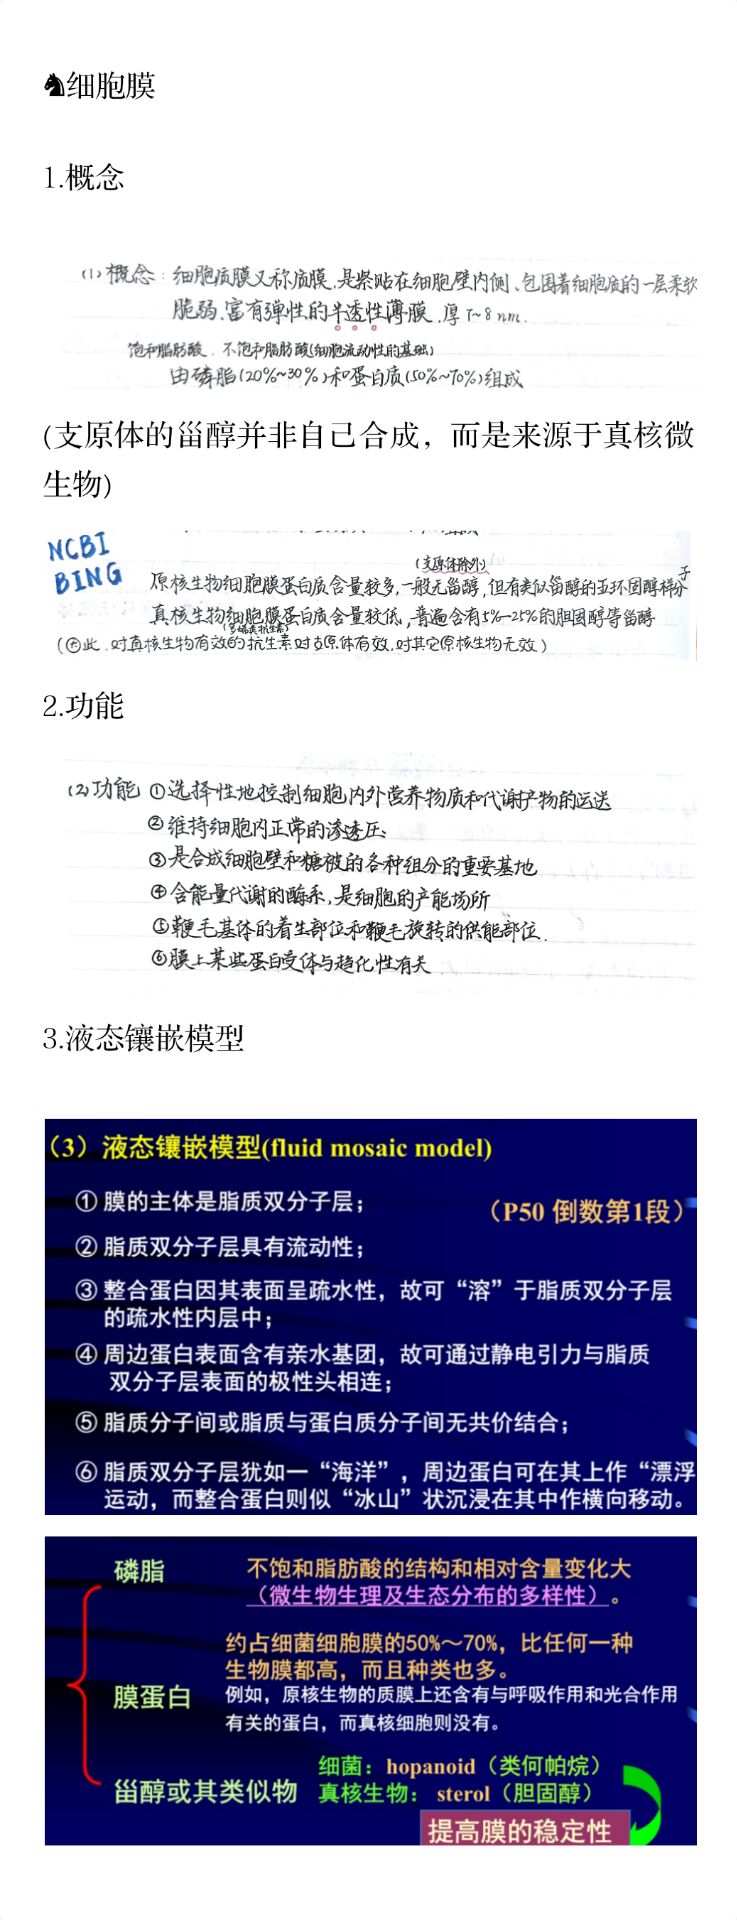 ♞细胞膜
1.概念
(1)概念：细胞质膜又称质膜,是紧贴在细胞壁内侧、包围着细胞质的一层柔软
脆弱、富有弹性的半透性薄膜,厚7~8nm.
饱和脂肪酸、不饱和脂肪酸(细胞流动性的基础)
由磷脂(20%~30%)和蛋白质(50%~70%)组成
(支原体的甾醇并非自己合成，而是来源于真核微
生物)
NCBI
BING
(支原体除外)
原核生物细胞膜蛋白质含量较多,一般无甾醇,但有类似甾醇的五环固醇样分子
真核生物细胞膜蛋白质含量较低,普遍含有5%—25%的胆固醇等甾醇
(多烯类抗生素)
(因此,对真核生物有效的抗生素对支原体有效,对其它原核生物无效)
2.功能
(2)功能 ①选择性地控制细胞内外营养物质和代谢产物的运送
②维持细胞内正常的渗透压;
③是合成细胞壁和糖被的各种组分的重要基地
④含能量代谢的酶系,是细胞的产能场所
⑤鞭毛基体的着生部位和鞭毛旋转的供能部位.
⑥膜上某些蛋白受体与趋化性有关
3.液态镶嵌模型
（3）液态镶嵌模型(fluid mosaic model)
① 膜的主体是脂质双分子层；
（P50 倒数第1段）
② 脂质双分子层具有流动性；
③ 整合蛋白因其表面呈疏水性，故可“溶”于脂质双分子层
的疏水性内层中；
④ 周边蛋白表面含有亲水基团，故可通过静电引力与脂质
双分子层表面的极性头相连；
⑤ 脂质分子间或脂质与蛋白质分子间无共价结合；
⑥ 脂质双分子层犹如一“海洋”，周边蛋白可在其上作“漂浮
运动，而整合蛋白则似“冰山”状沉浸在其中作横向移动。
磷脂
不饱和脂肪酸的结构和相对含量变化大
（微生物生理及生态分布的多样性）。
膜蛋白
约占细菌细胞膜的50%～70%，比任何一种
生物膜都高，而且种类也多。
例如，原核生物的质膜上还含有与呼吸作用和光合作用
有关的蛋白，而真核细胞则没有。
甾醇或其类似物
细菌：hopanoid（类何帕烷）
真核生物： sterol（胆固醇）
提高膜的稳定性